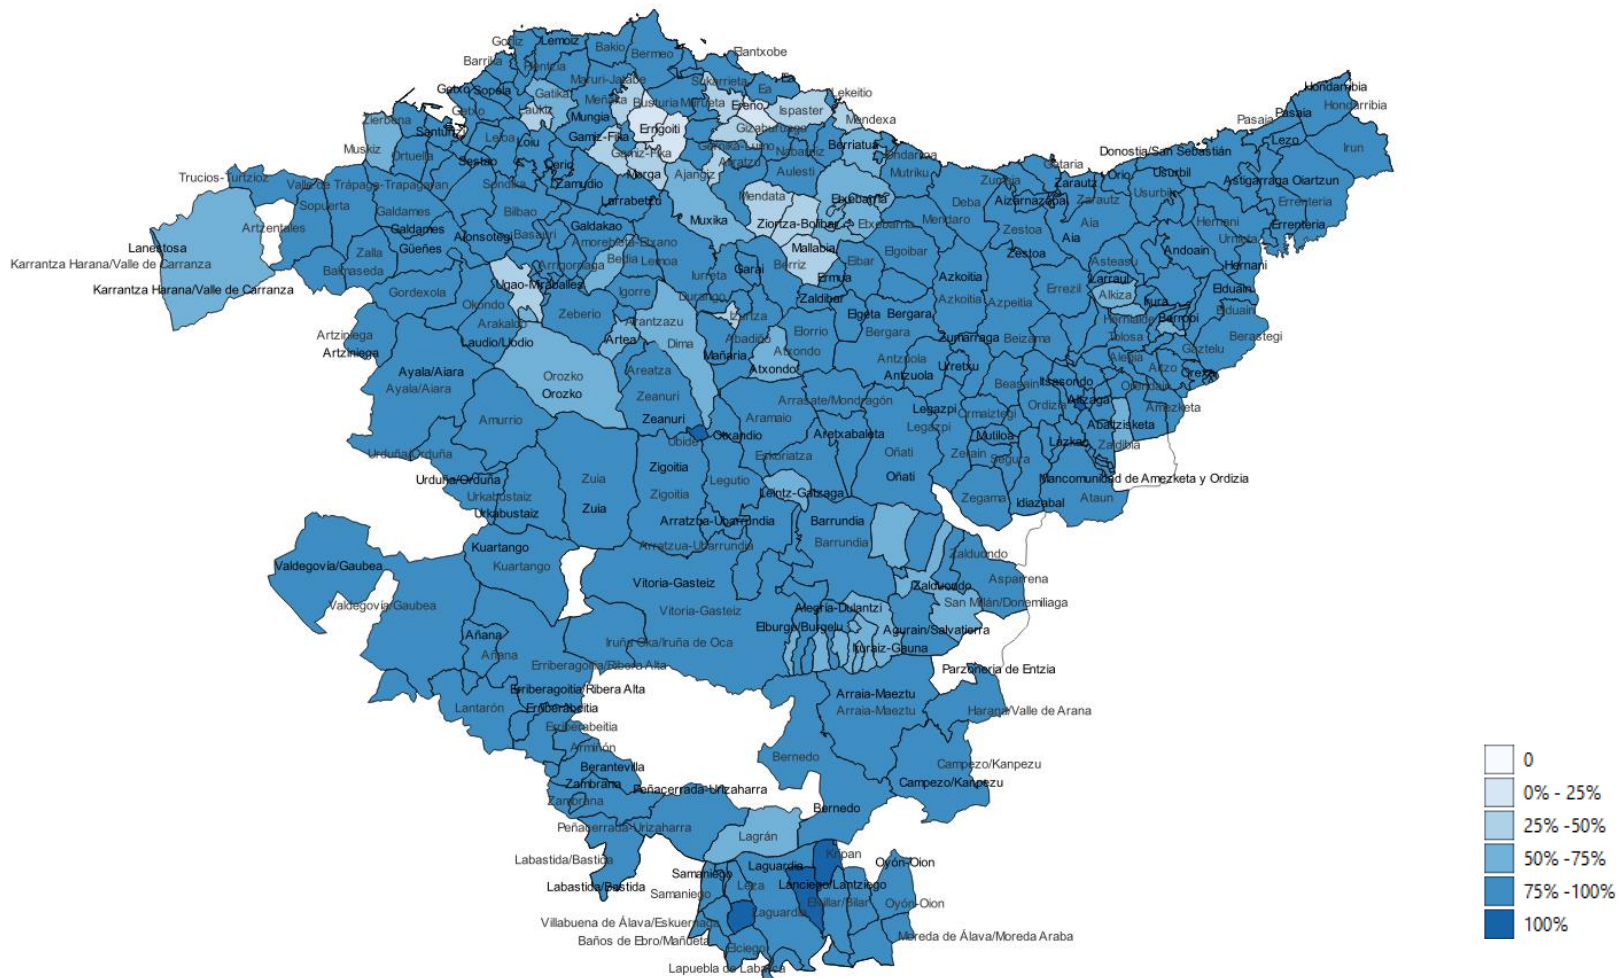 Gorliz
Lemoiz
Bakio
Bermeo
Elantxobe
Barrika
Plentzia
Maruri-Jatabe
Sukarrieta
Ea
Ea
Getxo
Sopela
Gatika
Meñaka
Busturia
Murueta
Ereño
Ispaster
Lekeitio
Hondarribia
Hondarribia
Zierbena
Getxo
Laukiz
Mungia
Errigoiti
Gizaburuaga
Mendexa
Pasaia
Pasaia
Santurtzi
Leioa
Loiu
Gamiz-Fika
Gernika-Lumo
Nabarniz
Berriatua
Ondarroa
Lezo
Irun
Muskiz
Ortuella
Sestao
Derio
Gamiz-Fika
Arratzu
Mutriku
Getaria
Donostia/San Sebastián
Trucios-Turtzioz
Valle de Trápaga-Trapagaran
Sondika
Zamudio
Morga
Ajangiz
Aulesti
Zumaia
Zarautz
Orio
Usurbil
Astigarraga
Oiartzun
Sopuerta
Galdames
Bilbao
Larrabetzu
Mendata
Etxebarria
Deba
Aizarnazabal
Zarautz
Usurbil
Errenteria
Artzentales
Galdames
Galdakao
Muxika
Ziortza-Bolibar
Etxebarria
Mendaro
Zestoa
Aia
Hernani
Errenteria
Lanestosa
Zalla
Güeñes
Alonsotegi
Basauri
Amorebieta-Etxano
Mallabia
Elgoibar
Zestoa
Aia
Andoain
Urnieta
Karrantza Harana/Valle de Carranza
Balmaseda
Arrigorriaga
Bedia
Lemoa
Iurreta
Garai
Berriz
Eibar
Ermua
Azkoitia
Asteasu
Hernani
Karrantza Harana/Valle de Carranza
Gordexola
Ugao-Miraballes
Igorre
Durango
Zaldibar
Azkoitia
Azpeitia
Errezil
Larraul
Alkiza
Irura
Elduain
Okondo
Zeberio
Arantzazu
Izurtza
Elgeta
Bergara
Hernialde
Berrobi
Elduain
Artziniega
Arakaldo
Artea
Dima
Abadiño
Elorrio
Bergara
Zumarraga
Beizama
Tolosa
Berastegi
Artziniega
Laudio/Llodio
Mañaria
Atxondo
Antzuola
Alegia
Gaztelu
Ayala/Aiara
Orozko
Areatza
Atxondo
Antzuola
Urretxu
Altzo
Orexa
Ayala/Aiara
Orozko
Zeanuri
Arrasate/Mondragón
Beasain
Itsasondo
Orendain
Amurrio
Zeanuri
Aramaio
Legazpi
Ormaiztegi
Ordizia
Altzaga
Amezketa
Ubide
Otxandio
Aretxabaleta
Legazpi
Mutiloa
Lazkao
Abaltzisketa
Zaldibia
Urduña/Orduña
Eskoriatza
Oñati
Zerain
Segura
Urduña/Orduña
Zuia
Zigoitia
Legutio
Oñati
Mancomunidad de Amezketa y Ordizia
Urkabustaiz
Zuia
Zigoitia
Leintz-Gatzaga
Zegama
Idiazabal
Ataun
Urkabustaiz
Arratzua-Ubarrundia
Barrundia
Kuartango
Arratzua-Ubarrundia
Barrundia
Zalduondo
Valdegovía/Gaubea
Kuartango
Vitoria-Gasteiz
Zalduondo
Asparrena
Valdegovía/Gaubea
Vitoria-Gasteiz
Alegría-Dulantzi
San Millán/Donemiliaga
Añana
Elburgo/Burgelu
Agurain/Salvatierra
Añana
Iruña Oka/Iruña de Oca
Iruraiz-Gauna
Erriberagoitia/Ribera Alta
Parzonería de Entzia
Erriberagoitia/Ribera Alta
Arraia-Maeztu
Lantarón
Erriberabeitia
Arraia-Maeztu
Harana/Valle de Arana
Erriberabeitia
Armiñón
Bernedo
Campezo/Kanpezu
Berantevilla
Campezo/Kanpezu
Zambrana
Peñacerrada-Urizaharra
Zambrana
Bernedo
Peñacerrada-Urizaharra
Lagrán
Labastida/Bastida
Kripan
Oyón-Oion
Laguardia
Samaniego
Labastida/Bastida
Leza
Lanciego/Lantziego
Samaniego
Elvillar/Bilar
Oyón-Oion
Laguardia
Villabuena de Álava/Eskuernaga
Baños de Ebro/Mañueta
Elciego
Moreda de Álava/Moreda Araba
Lapuebla de Labarca
0
0% - 25%
25% -50%
50% -75%
75% -100%
100%